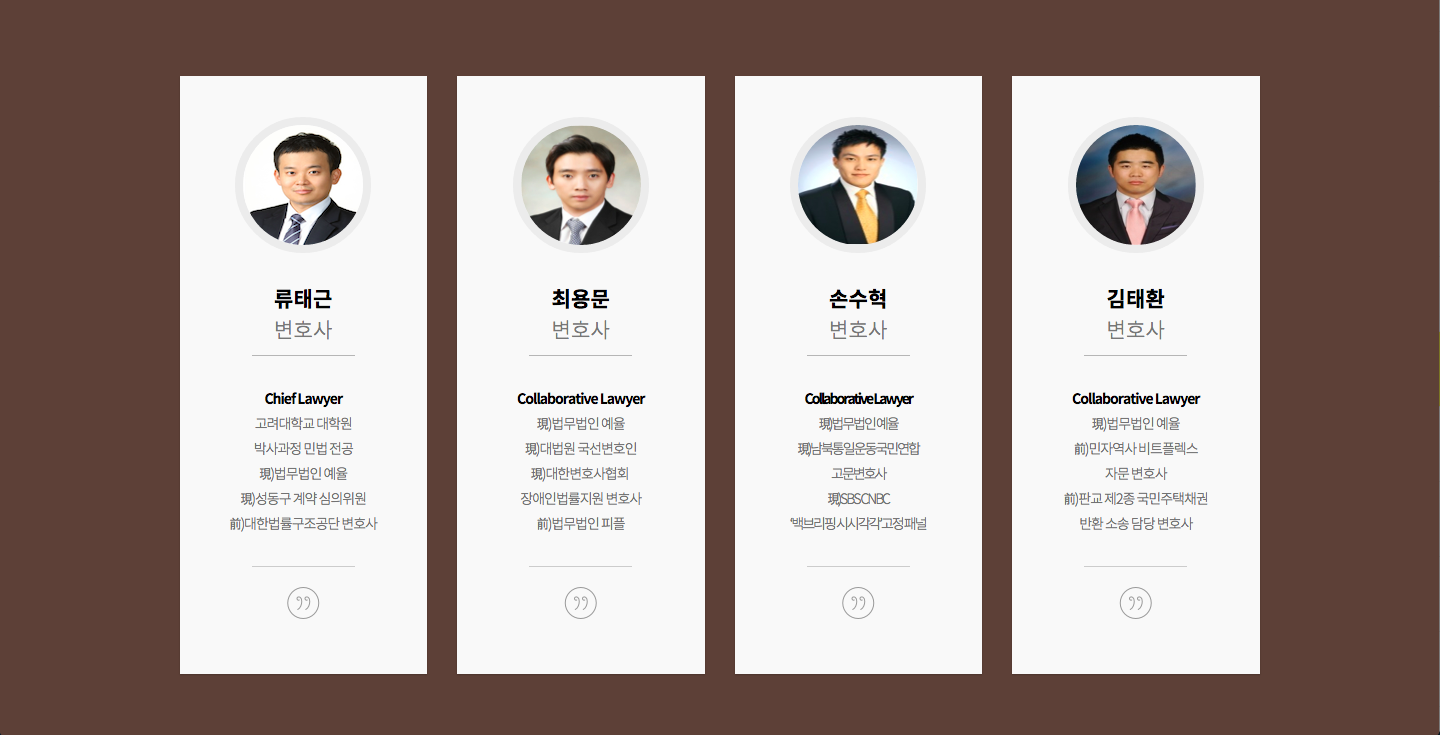 류태근
변호사
Chief Lawyer
고려대학교 대학원
박사과정 민법 전공
現)법무법인 예율
現)성동구 계약 심의위원
前)대한법률구조공단 변호사
최용문
변호사
Collaborative Lawyer
現)법무법인 예율
現)대법원 국선변호인
現)대한변호사협회
장애인법률지원 변호사
前)법무법인 피플
손수혁
변호사
Collaborative Lawyer
現)법무법인 예율
現)남북통일운동국민연합
고문변호사
現)SBSCNBC
'백브리핑 시시각각' 고정패널
김태환
변호사
Collaborative Lawyer
現)법무법인 예율
前)민자역사 비트플렉스
자문 변호사
前)판교 제2종 국민주택채권
반환 소송 담당 변호사